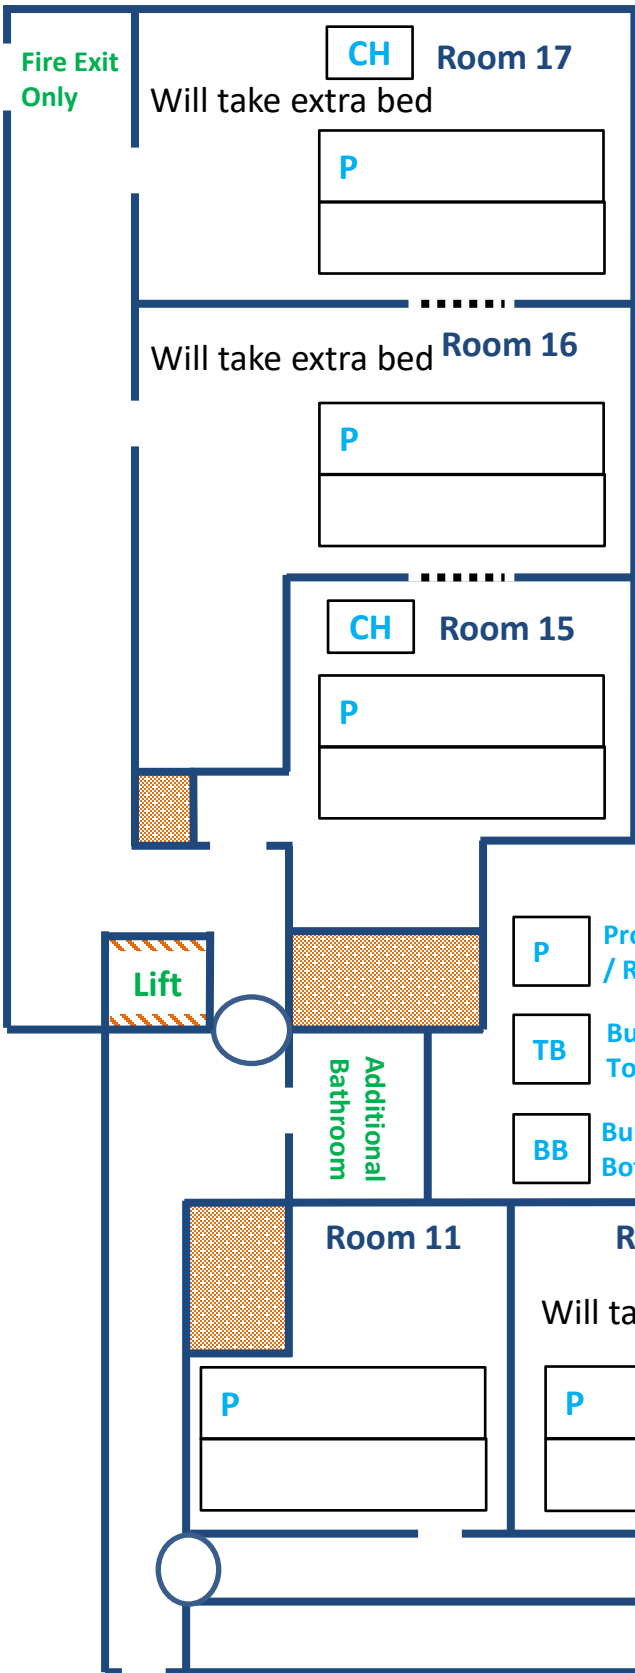 Fire Exit
Only
CH
Room 17
Will take extra bed
P
Room 16
Will take extra bed
P
CH
Room 15
P
Lift
P
/ R
TB
BB
Additional
Bathroom
Room 11
R
Will
P
P